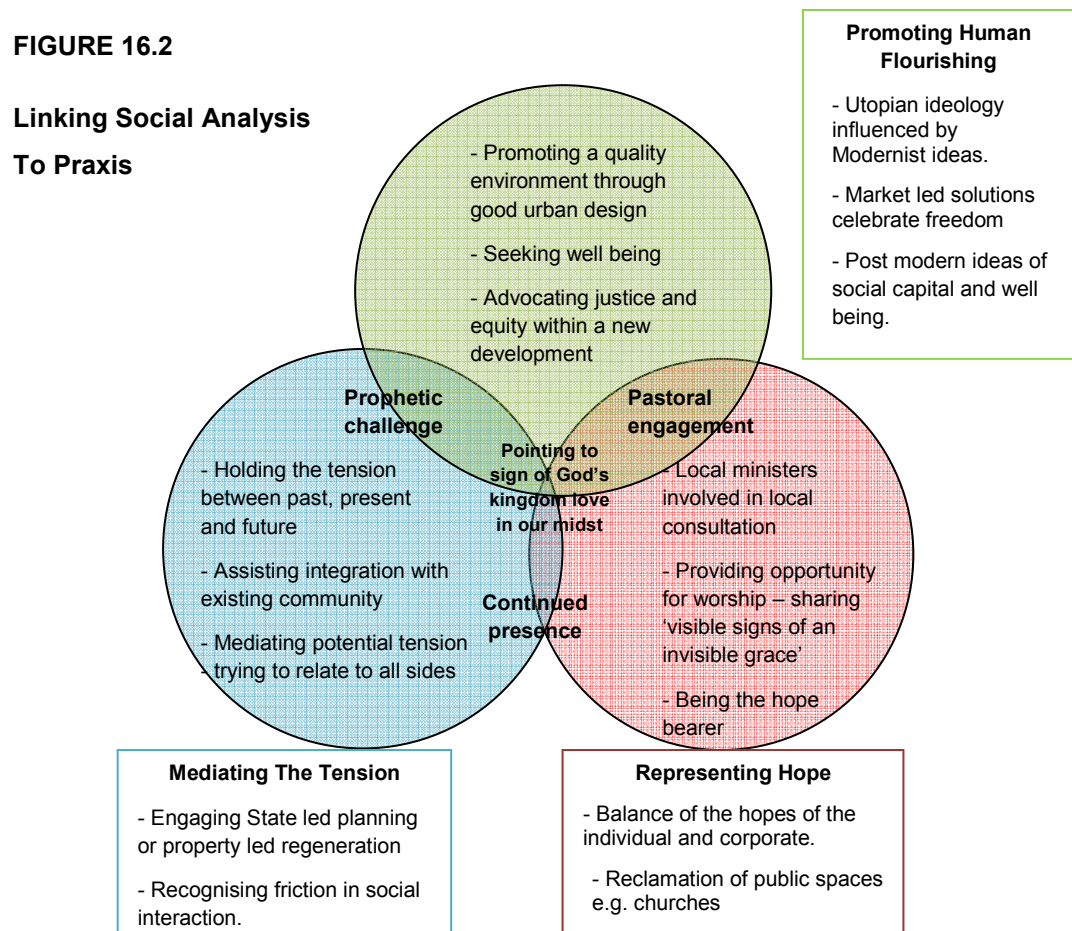 FIGURE 16.2
Linking Social Analysis
To Praxis
Promoting Human
Flourishing
- Utopian ideology
influenced by
Modernist ideas.
- Market led solutions
celebrate freedom
- Post modern ideas of
social capital and well
being.
- Promoting a quality
environment through
good urban design
- Seeking well being
- Advocating justice and
equity within a new
development
Prophetic
challenge
Pastoral
engagement
Pointing to
sign of God's
kingdom love
in our midst
- Holding the tension
between past, present
and future
- Assisting integration with
existing community
- Mediating potential tension
- trying to relate to all sides
- Local ministers
involved in local
consultation
- Providing opportunity
for worship – sharing
'visible signs of an
invisible grace'
- Being the hope
bearer
Continued
presence
Mediating The Tension
- Engaging State led planning
or property led regeneration
- Recognising friction in social
interaction.
Representing Hope
- Balance of the hopes of the
individual and corporate.
- Reclamation of public spaces
e.g. churches